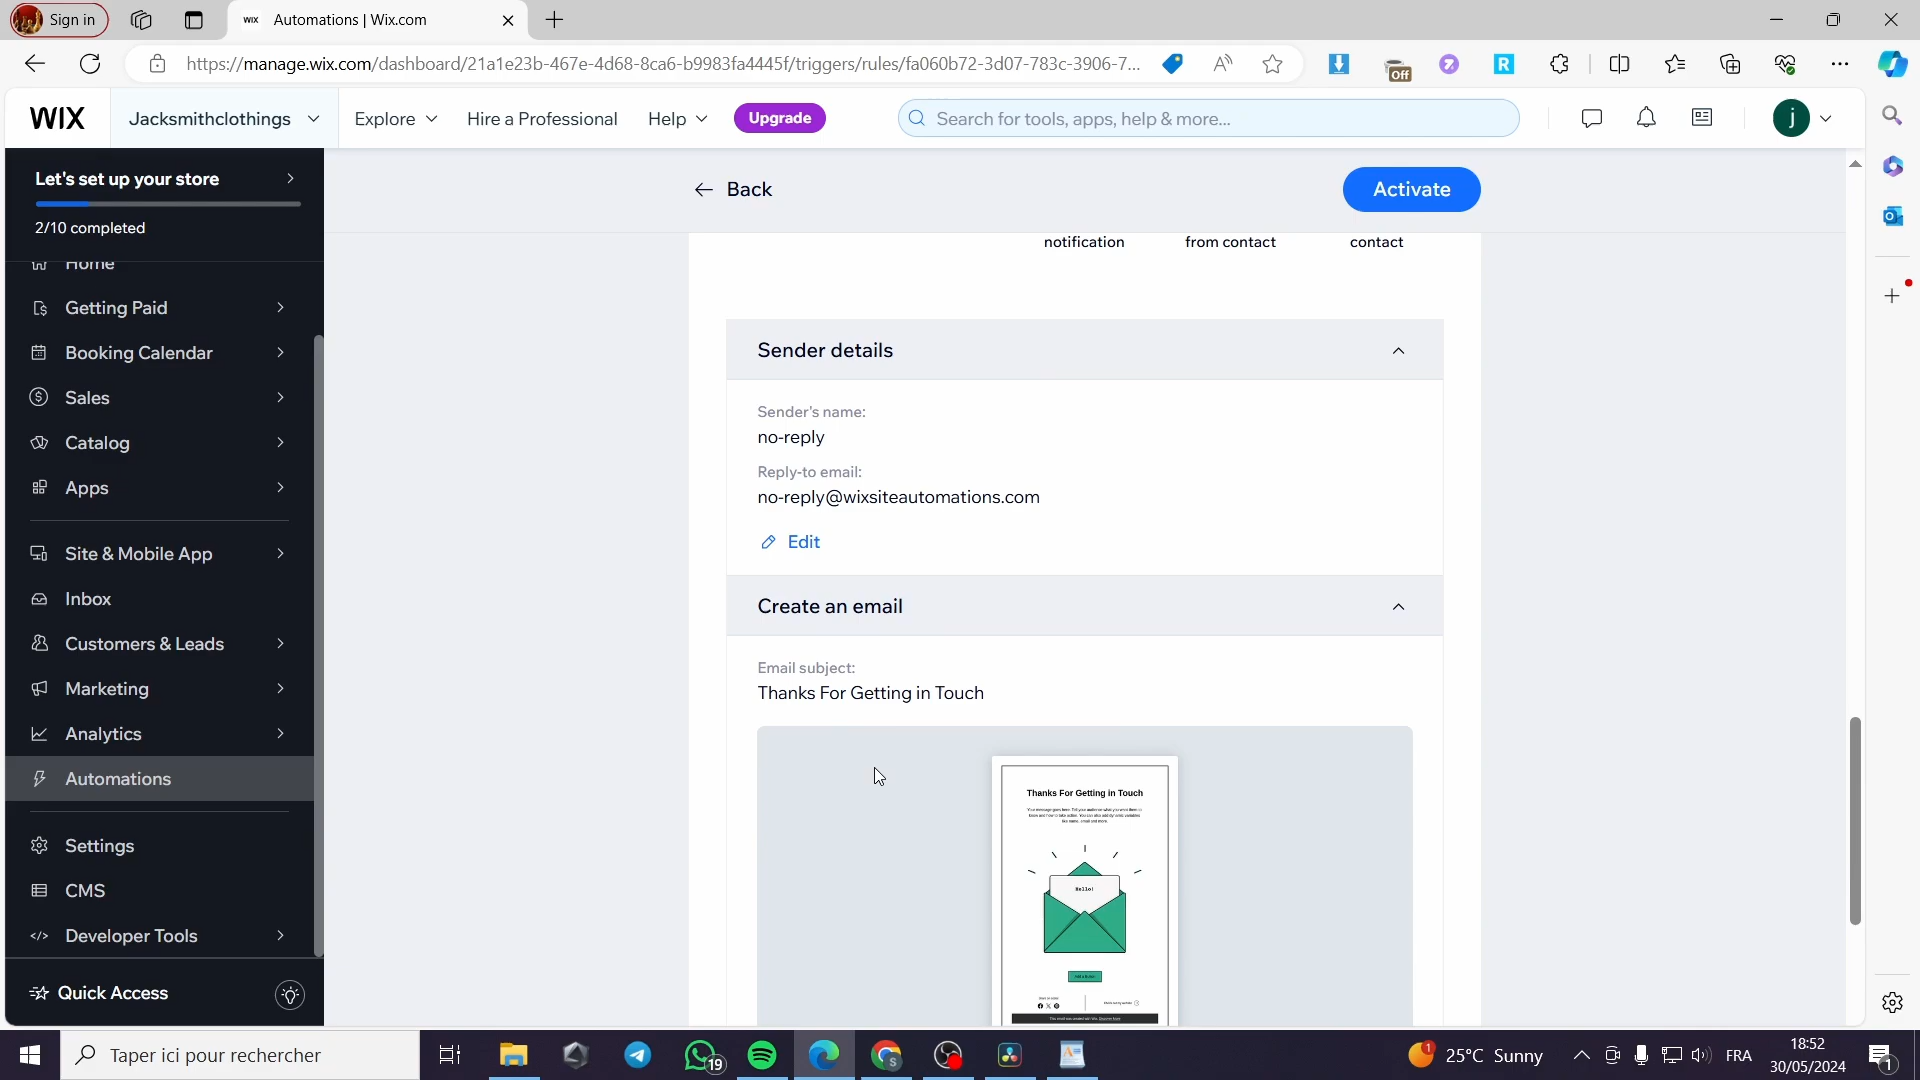 Sign in
WIX
Automations | Wix.com
https://manage.wix.com/dashboard/21a1e23b-467e-4d68-8ca6-b9983fa4445f/triggers/rules/fa060b72-3d07-783c-3906-7...
Off
WIX
Jacksmithclothings
Explore
Hire a Professional
Help
Upgrade
Search for tools, apps, help & more...
j
Let's set up your store
2/10 completed
Home
Getting Paid
Booking Calendar
Sales
Catalog
Apps
Site & Mobile App
Inbox
Customers & Leads
Marketing
Analytics
Automations
Settings
CMS
Developer Tools
Quick Access
Back
Activate
notification
from contact
contact
Sender details
Sender's name:
no-reply
Reply-to email:
no-reply@wixsiteautomations.com
Edit
Create an email
Email subject:
Thanks For Getting in Touch
Thanks For Getting in Touch
Hello!
Taper ici pour rechercher
19
S
1
25°C Sunny
FRA
18:52
30/05/2024
1